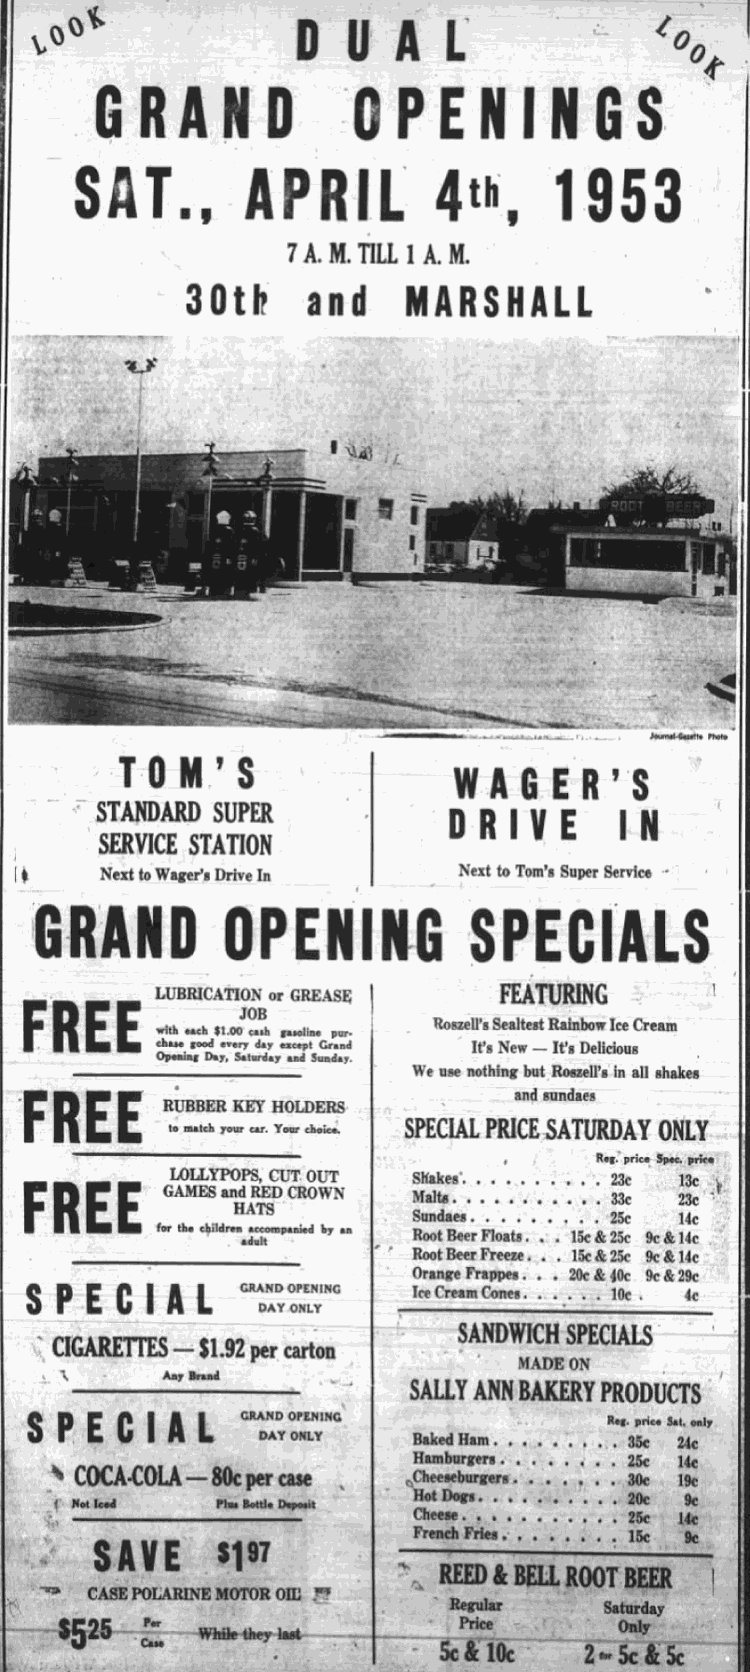 LOOK
LOOK
DUAL
GRAND OPENINGS
SAT., APRIL 4th, 1953
7 A. M. TILL 1 A. M.
30th and MARSHALL
ROOT BEER
Journal-Gazette Photo
TOM'S
STANDARD SUPER
SERVICE STATION
Next to Wager's Drive In
WAGER'S
DRIVE IN
Next to Tom's Super Service
GRAND OPENING SPECIALS
FREE
LUBRICATION or GREASE
JOB
with each $1.00 cash gasoline pur-
chase good every day except Grand
Opening Day, Saturday and Sunday.
FREE
RUBBER KEY HOLDERS
to match your car. Your choice.
FREE
LOLLYPOPS, CUT OUT
GAMES and RED CROWN
HATS
for the children accompanied by an
adult
SPECIAL
GRAND OPENING
DAY ONLY
CIGARETTES — $1.92 per carton
Any Brand
SPECIAL
GRAND OPENING
DAY ONLY
COCA-COLA — 80c per case
Not Iced Plus Bottle Deposit
SAVE $1.97
CASE POLARINE MOTOR OIL
$5.25 Per Case While they last
FEATURING
Roszell's Sealtest Rainbow Ice Cream
It's New — It's Delicious
We use nothing but Roszell's in all shakes
and sundaes
SPECIAL PRICE SATURDAY ONLY
Reg. price Spec. price
Shakes . . . . . . . . . . 23c 13c
Malts . . . . . . . . . . 33c 23c
Sundaes . . . . . . . . . 25c 14c
Root Beer Floats . . . 15c & 25c 9c & 14c
Root Beer Freeze . . . 15c & 25c 9c & 14c
Orange Frappes . . . 20c & 40c 9c & 29c
Ice Cream Cones . . . . . . 10c 4c
SANDWICH SPECIALS
MADE ON
SALLY ANN BAKERY PRODUCTS
Reg. price Sat. only
Baked Ham . . . . . . . . . 35c 24c
Hamburgers . . . . . . . . 25c 14c
Cheeseburgers . . . . . . . 30c 19c
Hot Dogs . . . . . . . . . . 20c 9c
Cheese . . . . . . . . . . . 25c 14c
French Fries . . . . . . . . 15c 9c
REED & BELL ROOT BEER
Regular
Price
5c & 10c
Saturday
Only
2 for 5c & 5c